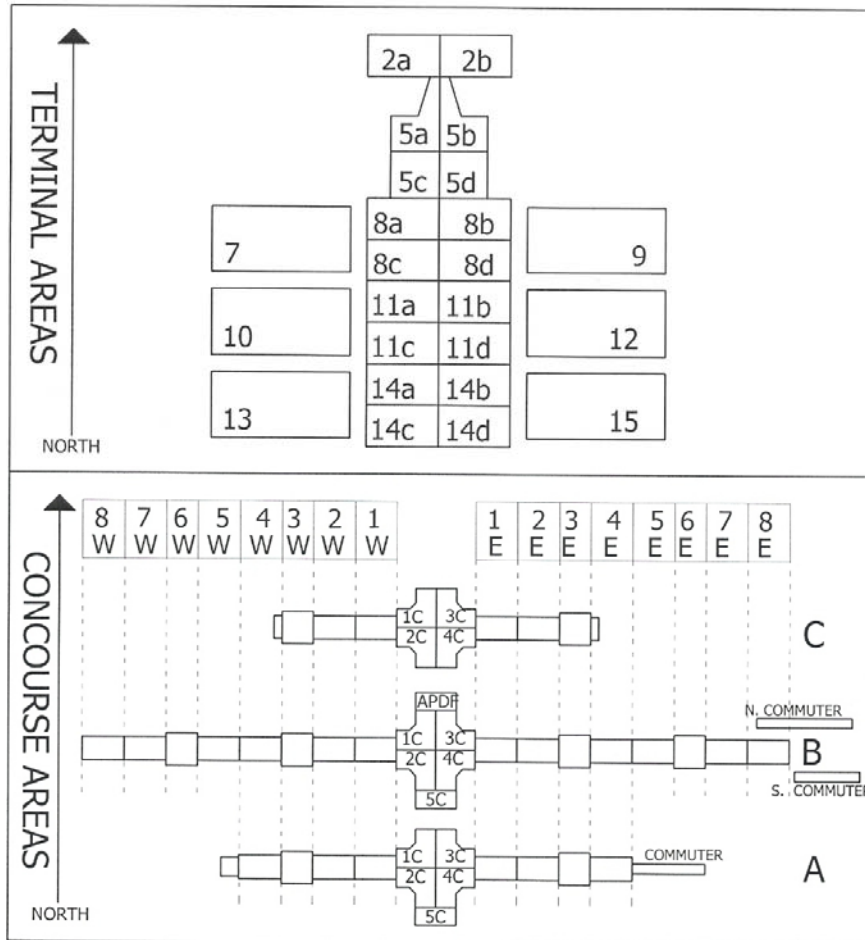 TERMINAL AREAS
NORTH
2a 2b
5a 5b
5c 5d
8a 8b
7 9
8c 8d
11a 11b
10 12
11c 11d
14a 14b
13 15
14c 14d
CONCOURSE AREAS
NORTH
8 7 6 5 4 3 2 1 1 2 3 4 5 6 7 8
W W W W W W W W E E E E E E E E
1C 3C
2C 4C
C
APDF
N. COMMUTER
1C 3C
2C 4C
B
5C
S. COMMUTER
1C 3C
2C 4C
COMMUTER
A
5C